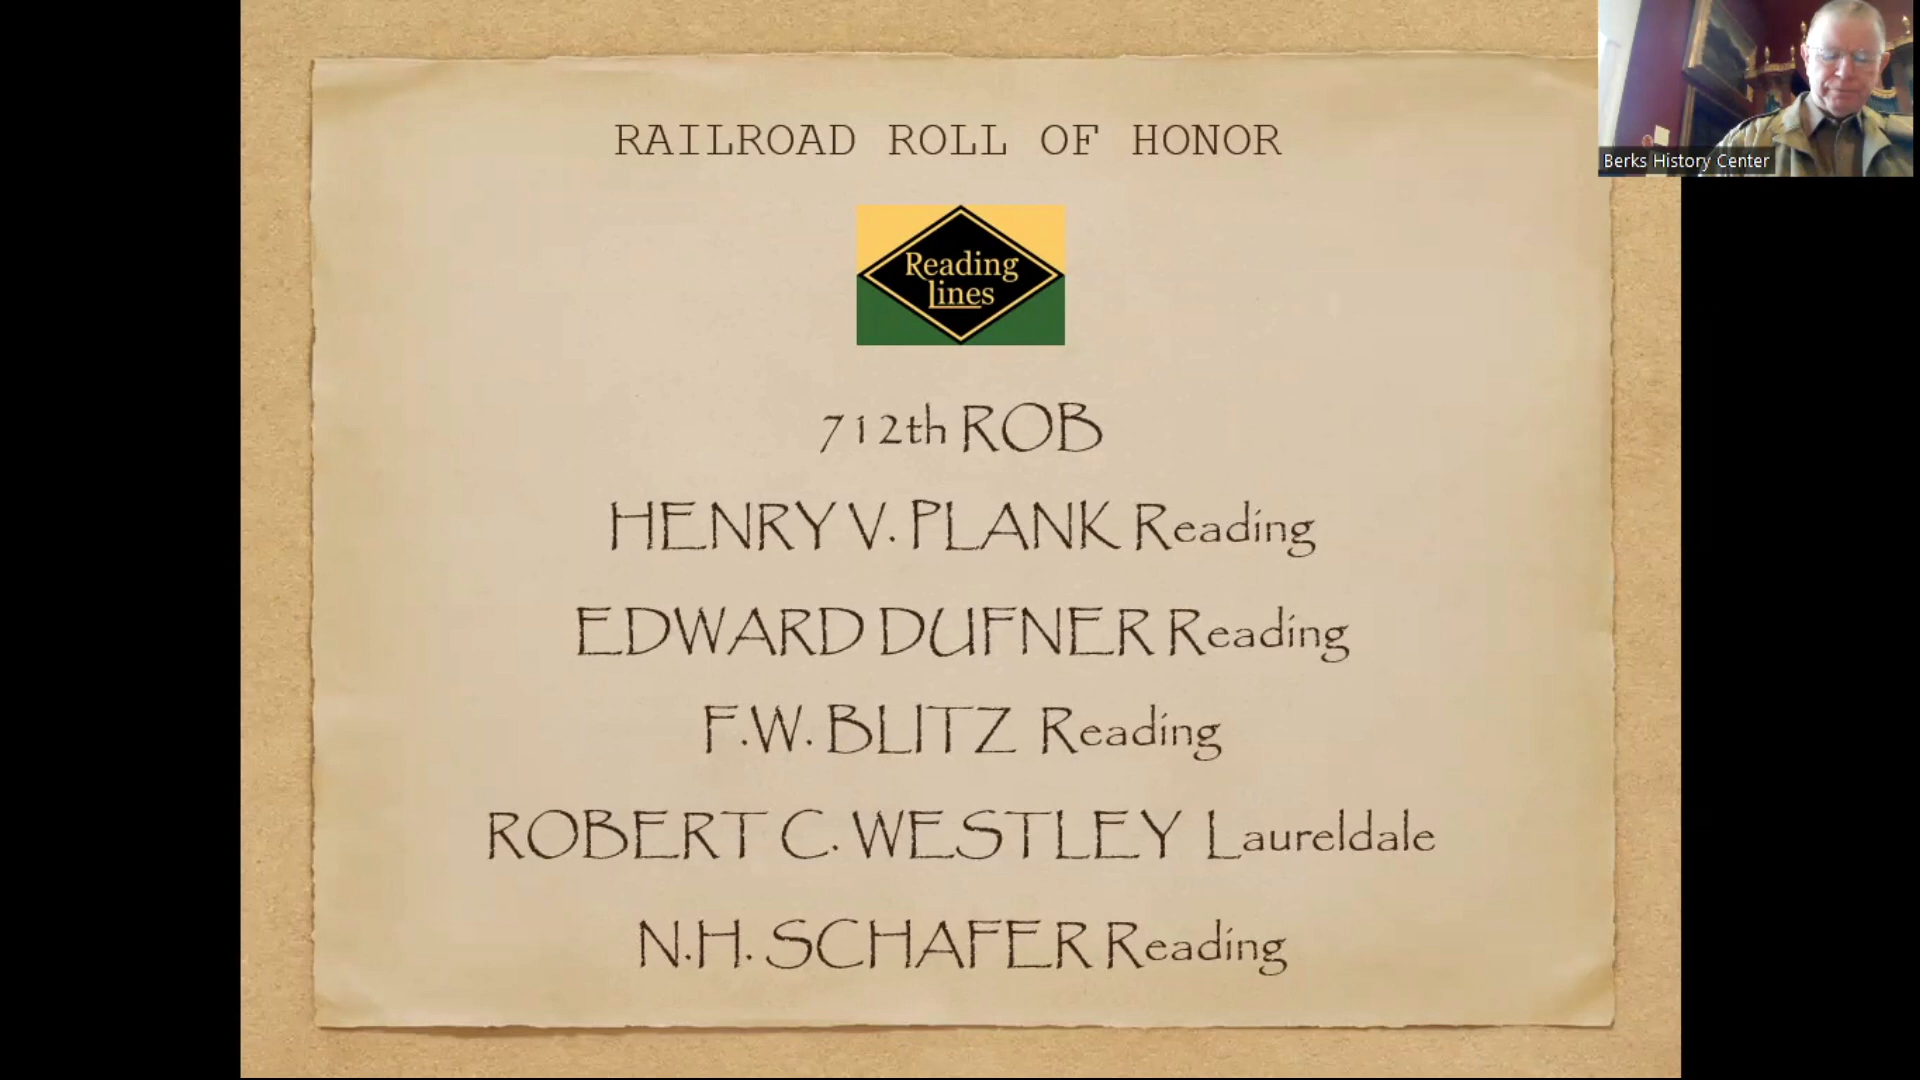 RAILROAD ROLL OF HONOR
Berks History Center
Reading
Lines
712th ROB
HENRY V. PLANK Reading
EDWARD DUFNER Reading
F.W. BLITZ Reading
ROBERT C. WESTLEY Laureldale
N.H. SCHAFER Reading